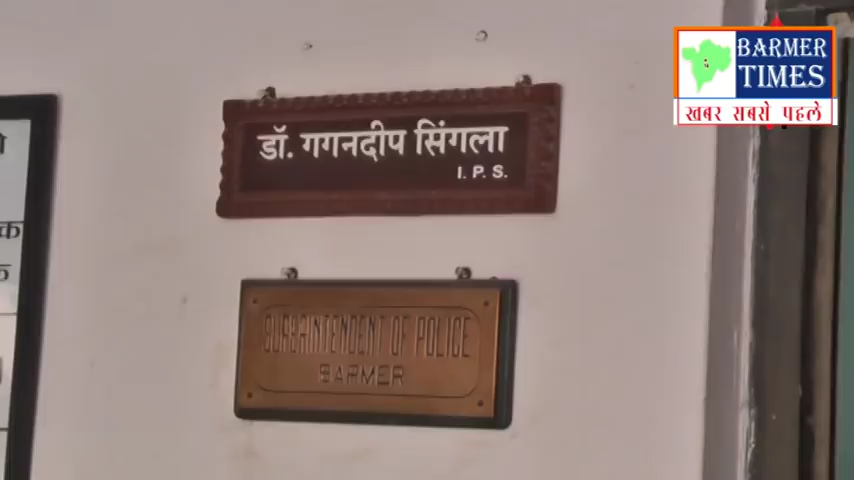 BARMER
TIMES
खबर सबसे पहले
डॉ. गगनदीप सिंगला
I. P. S.
SUPERINTENDENT OF POLICE
BARMER